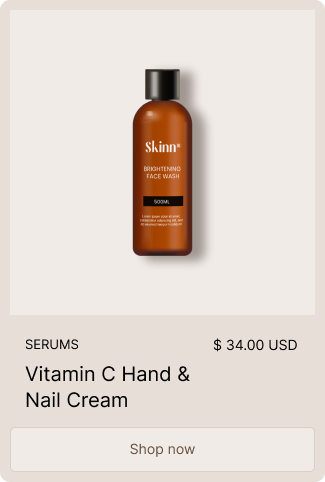 Skinn
BRIGHTENING
FACE WASH
500ML
SERUMS
$ 34.00 USD
Vitamin C Hand &
Nail Cream
Shop now